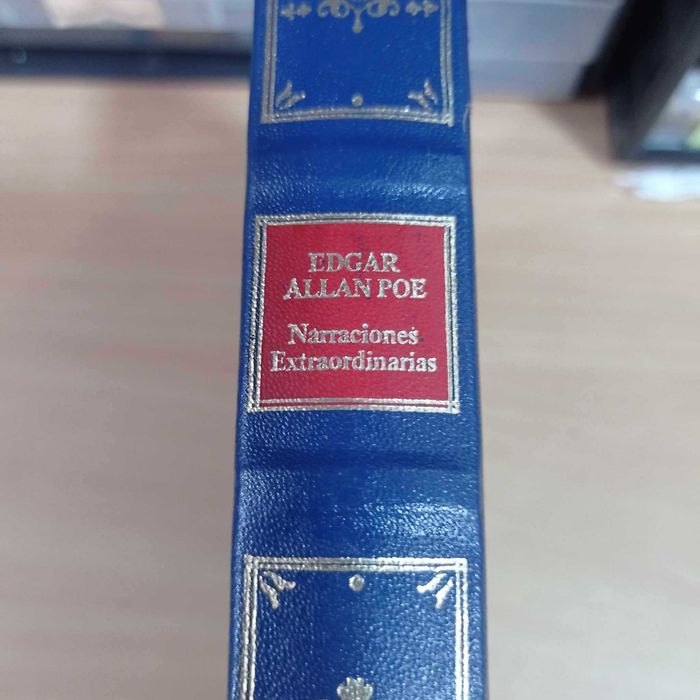 EDGAR
ALLAN POE
Narraciones
Extraordinarias